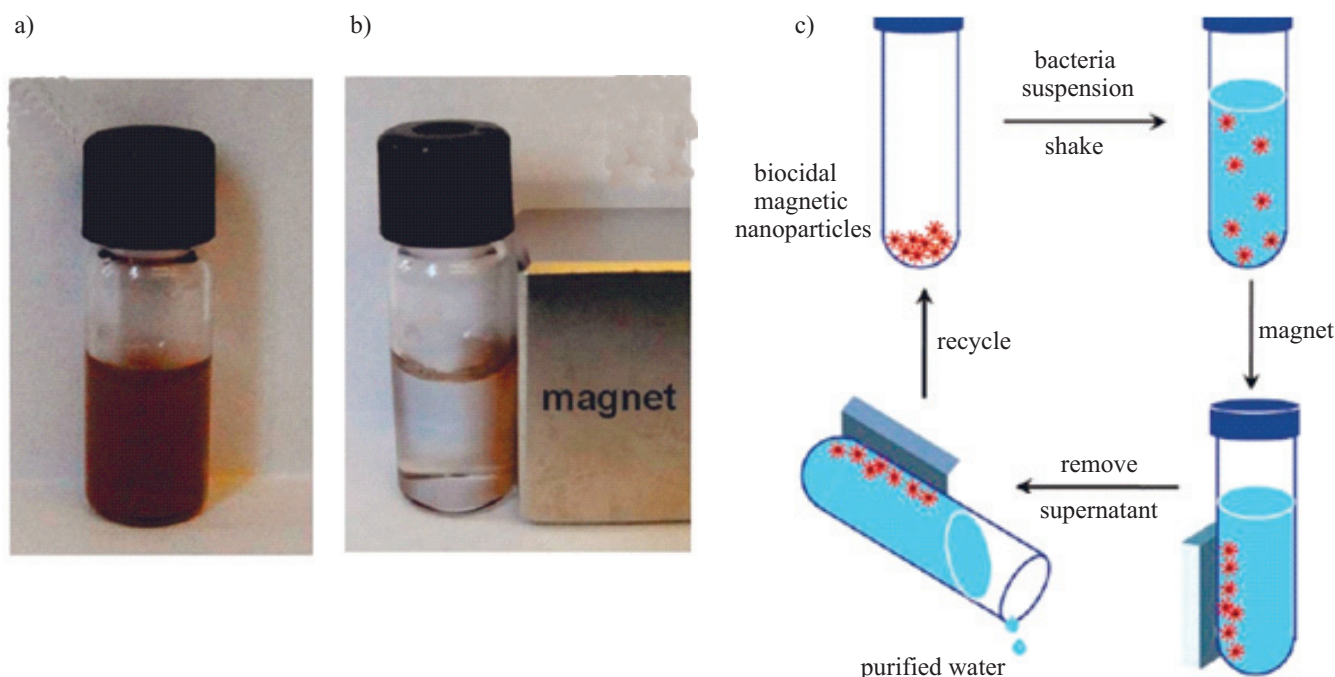 a)
b)
magnet
c)
biocidal
magnetic
nanoparticles
bacteria
suspension
shake
magnet
remove
supernatant
purified water
recycle